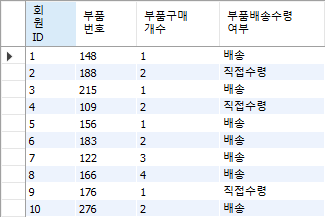 회원 ID 부품 번호 부품구매 개수 부품배송수령 여부
1 148 1 배송
2 188 2 직접수령
3 215 1 배송
4 109 2 직접수령
5 156 1 배송
6 183 2 배송
7 122 3 배송
8 166 4 배송
9 176 1 직접수령
10 276 2 배송